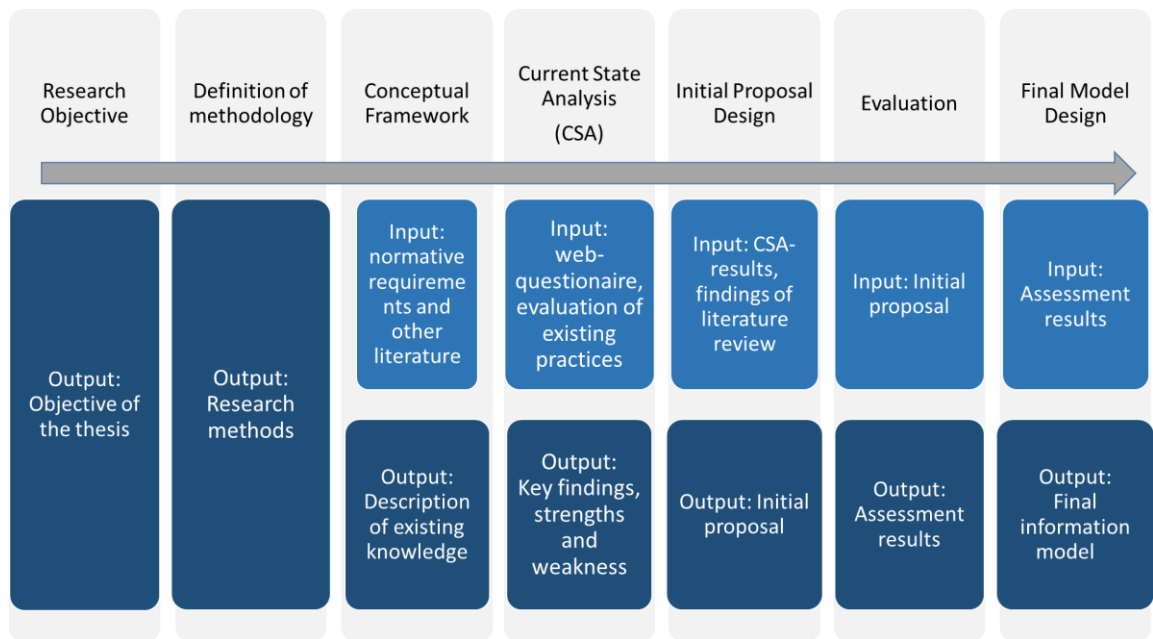 Research
Objective
Definition of
methodology
Conceptual
Framework
Current State
Analysis
(CSA)
Initial Proposal
Design
Evaluation
Final Model
Design
Output:
Objective of
the thesis
Output:
Research
methods
Input:
normative
requireme
nts and
other
literature
Input:
web-
questionaire,
evaluation of
existing
practices
Input: CSA-
results,
findings of
literature
review
Input: Initial
proposal
Input:
Assessment
results
Output:
Description
of existing
knowledge
Output:
Key findings,
strengths
and
weakness
Output: Initial
proposal
Output:
Assessment
results
Output:
Final
information
model